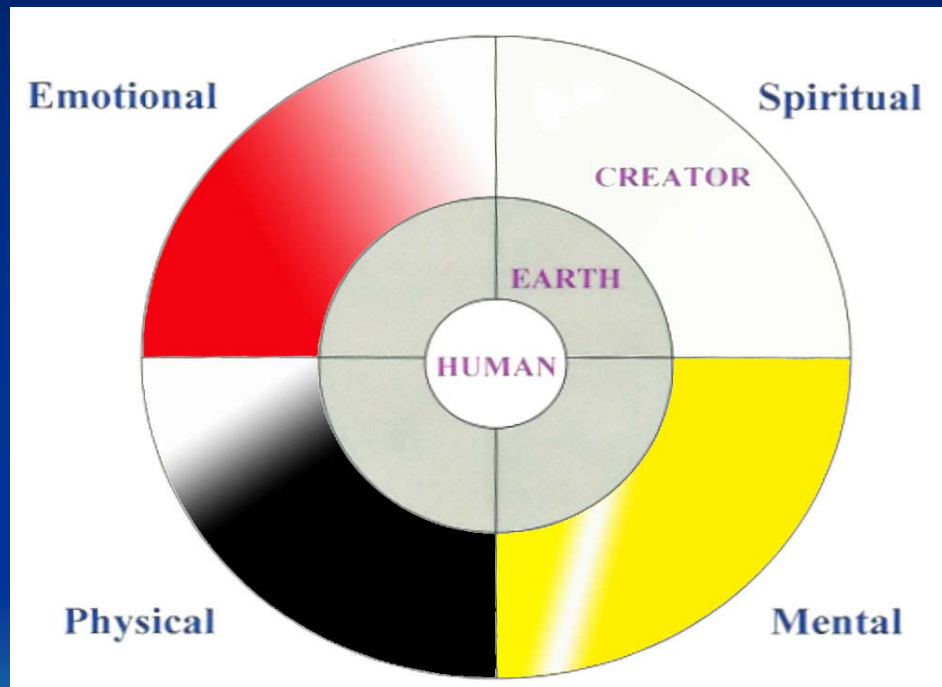 Emotional
Spiritual
CREATOR
EARTH
HUMAN
Physical
Mental